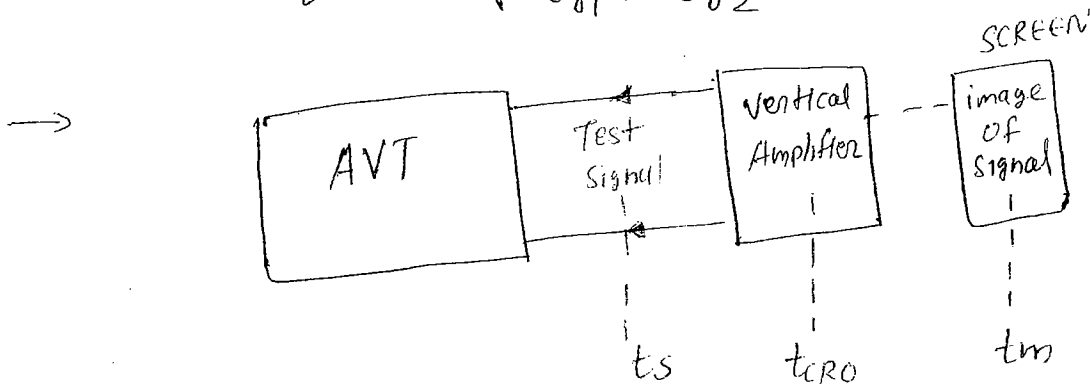 SCREEN
AVT
Test
Signal
vertical
Amplifier
image
OF
Signal
ts
tCRO
tm